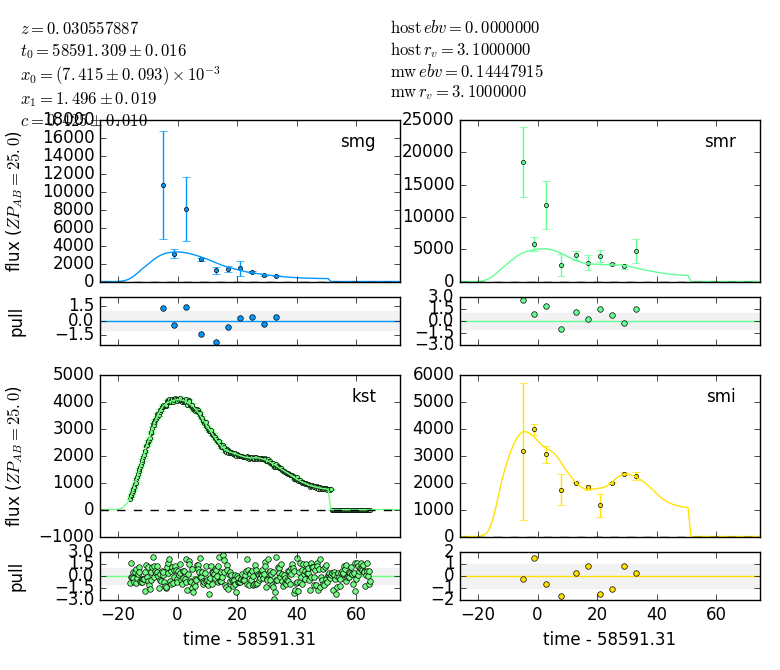 z = 0.030557887
t₀ = 58591.309 ± 0.016
x₀ = (7.415 ± 0.093) × 10⁻³
x₁ = 1.496 ± 0.019
c = 0.425 ± 0.010
host ebv = 0.0000000
host r_v = 3.1000000
mw ebv = 0.14447915
mw r_v = 3.1000000
flux (ZP_AB = 25.0)
18000
16000
14000
12000
10000
8000
6000
4000
2000
0
smg
25000
20000
15000
10000
5000
0
smr
pull
1.5
0.0
−1.5
3.0
1.5
0.0
−1.5
−3.0
flux (ZP_AB = 25.0)
5000
4000
3000
2000
1000
0
−1000
kst
6000
5000
4000
3000
2000
1000
0
smi
pull
3.0
1.5
0.0
−1.5
−3.0
2
1
0
−1
−2
−20 0 20 40 60
−20 0 20 40 60
time - 58591.31
time - 58591.31